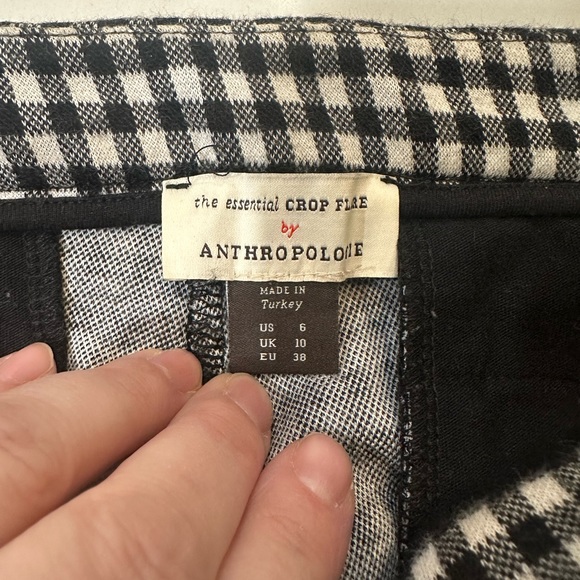 the essential CROP FLARE
by
ANTHROPOLOGIE
MADE IN
Turkey
US 6
UK 10
EU 38